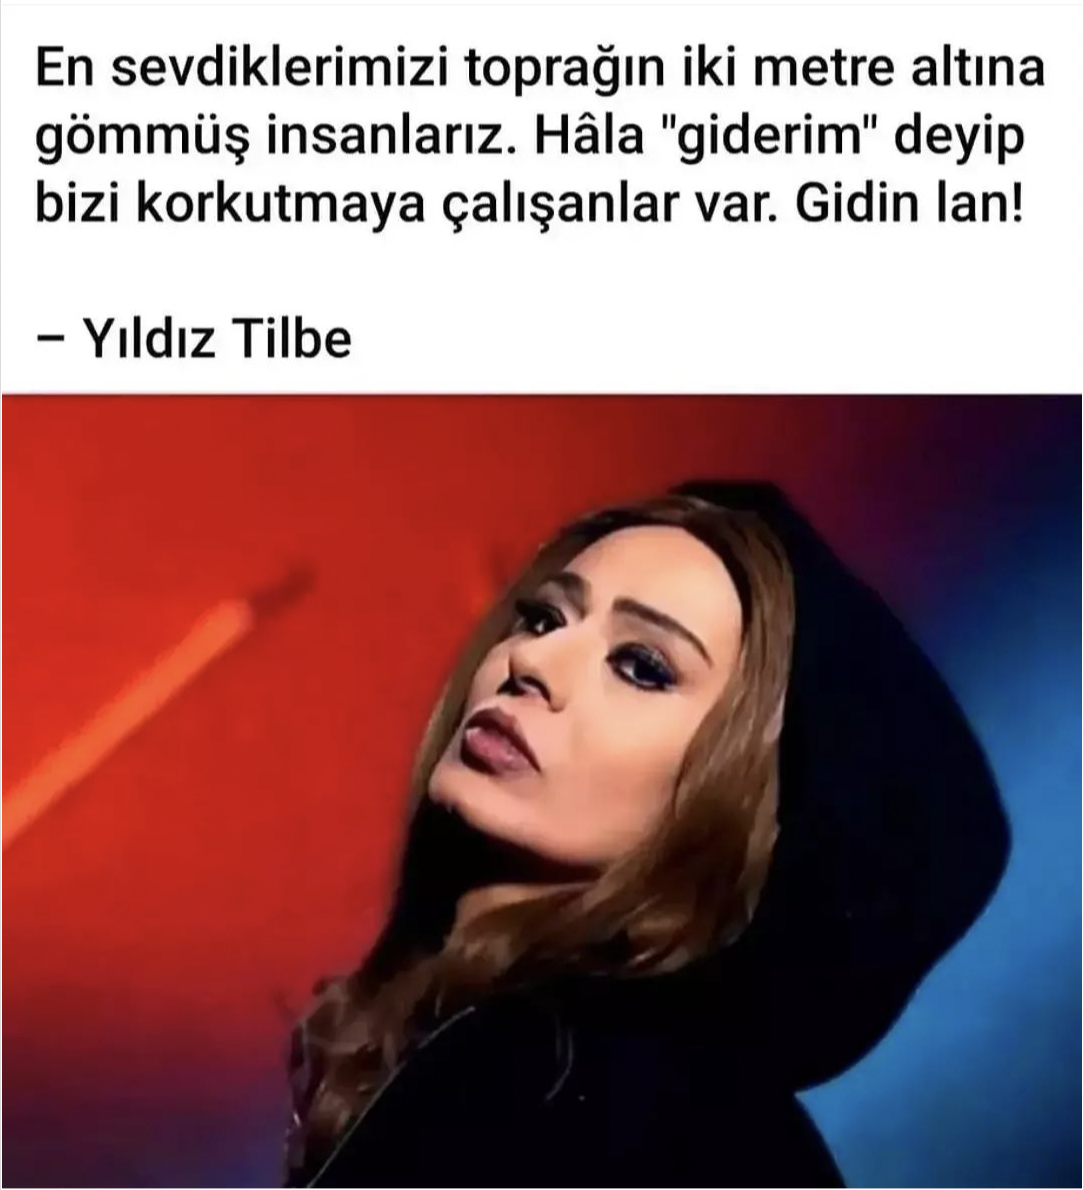 En sevdiklerimizi toprağın iki metre altına
gömmüş insanlarız. Hâla "giderim" deyip
bizi korkutmaya çalışanlar var. Gidin lan!
– Yıldız Tilbe